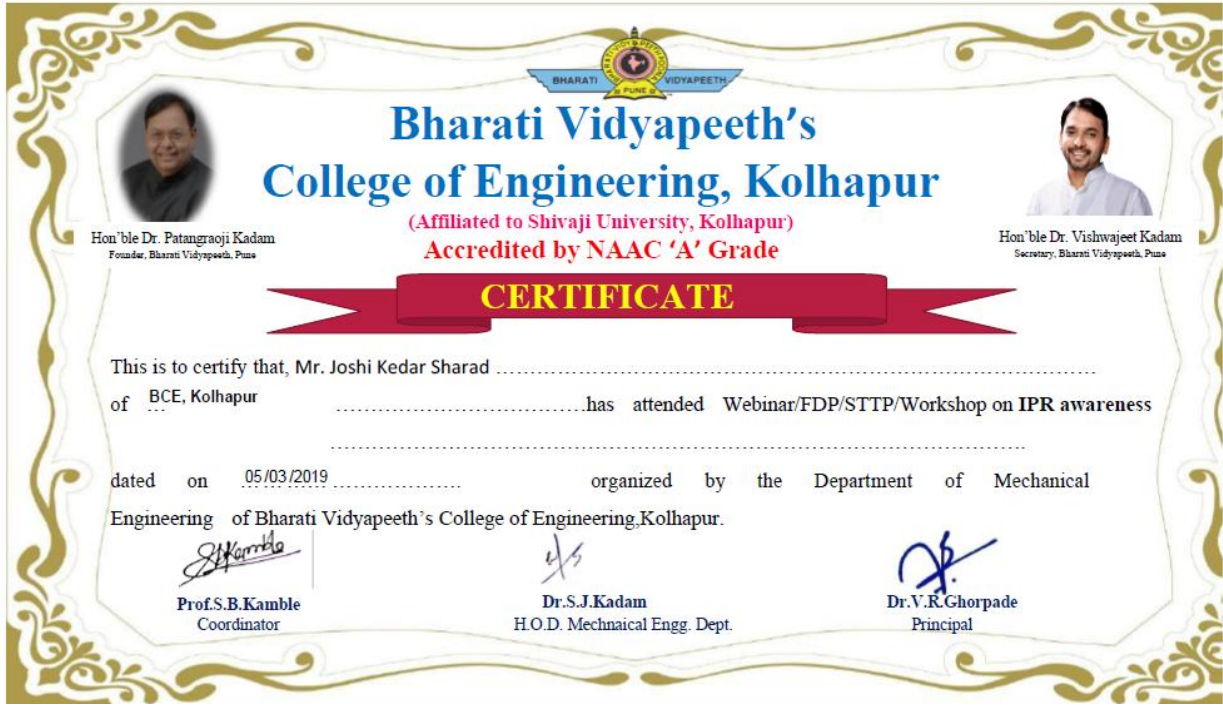 BHARATI VIDYAPEETH
PUNE
Bharati Vidyapeeth's
College of Engineering, Kolhapur
(Affiliated to Shivaji University, Kolhapur)
Accredited by NAAC 'A' Grade
Hon'ble Dr. Patangraoji Kadam
Founder, Bharati Vidyapeeth, Pune
Hon'ble Dr. Vishwajeet Kadam
Secretary, Bharati Vidyapeeth, Pune
CERTIFICATE
This is to certify that, Mr. Joshi Kedar Sharad ..........................................................................................
of BCE, Kolhapur ......................................has attended Webinar/FDP/STTP/Workshop on IPR awareness
..........................................................................................................
dated on 05/03/2019 .................... organized by the Department of Mechanical
Engineering of Bharati Vidyapeeth's College of Engineering,Kolhapur.
SBKamble
Prof.S.B.Kamble
Coordinator
Dr.S.J.Kadam
H.O.D. Mechnaical Engg. Dept.
Dr.V.R.Ghorpade
Principal